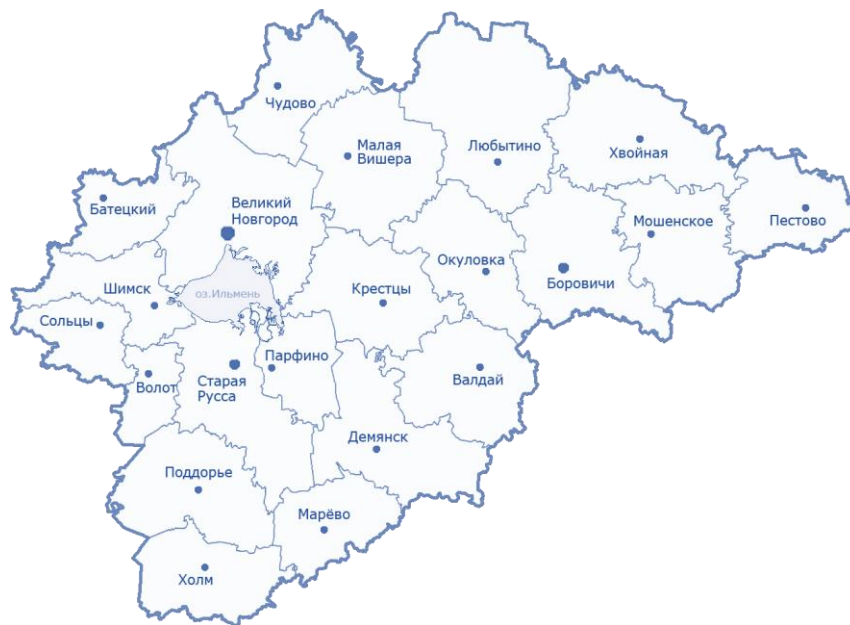 Чудово
Малая
Вишера
Любытино
Хвойная
Батецкий
Великий
Новгород
Мошенское
Пестово
Окуловка
Боровичи
Шимск
оз.Ильмень
Крестцы
Сольцы
Парфино
Волот
Старая
Русса
Валдай
Демянск
Поддорье
Марёво
Холм